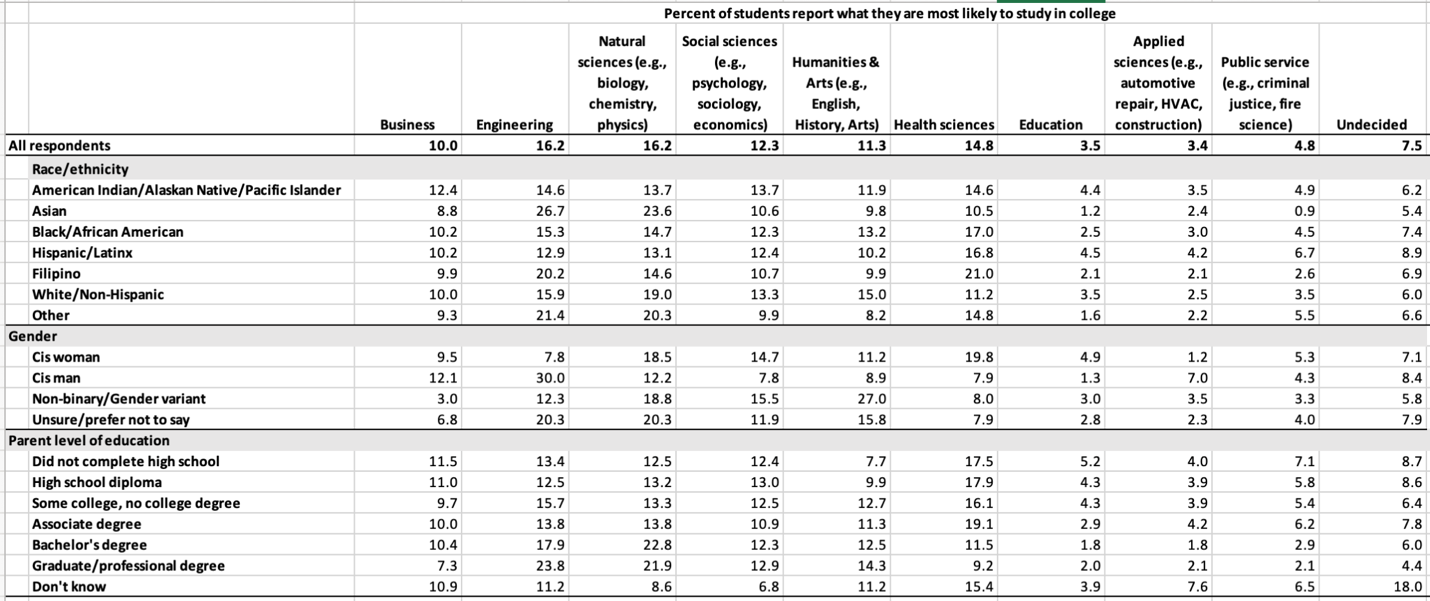 Percent of students report what they are most likely to study in college
Business Engineering Natural sciences (e.g., biology, chemistry, physics) Social sciences (e.g., psychology, sociology, economics) Humanities & Arts (e.g., English, History, Arts) Health sciences Education Applied sciences (e.g., automotive repair, HVAC, construction) Public service (e.g., criminal justice, fire science) Undecided
All respondents 10.0 16.2 16.2 12.3 11.3 14.8 3.5 3.4 4.8 7.5
Race/ethnicity
American Indian/Alaskan Native/Pacific Islander 12.4 14.6 13.7 13.7 11.9 14.6 4.4 3.5 4.9 6.2
Asian 8.8 26.7 23.6 10.6 9.8 10.5 1.2 2.4 0.9 5.4
Black/African American 10.2 15.3 14.7 12.3 13.2 17.0 2.5 3.0 4.5 7.4
Hispanic/Latinx 10.2 12.9 13.1 12.4 10.2 16.8 4.5 4.2 6.7 8.9
Filipino 9.9 20.2 14.6 10.7 9.9 21.0 2.1 2.1 2.6 6.9
White/Non-Hispanic 10.0 15.9 19.0 13.3 15.0 11.2 3.5 2.5 3.5 6.0
Other 9.3 21.4 20.3 9.9 8.2 14.8 1.6 2.2 5.5 6.6
Gender
Cis woman 9.5 7.8 18.5 14.7 11.2 19.8 4.9 1.2 5.3 7.1
Cis man 12.1 30.0 12.2 7.8 8.9 7.9 1.3 7.0 4.3 8.4
Non-binary/Gender variant 3.0 12.3 18.8 15.5 27.0 8.0 3.0 3.5 3.3 5.8
Unsure/prefer not to say 6.8 20.3 20.3 11.9 15.8 7.9 2.8 2.3 4.0 7.9
Parent level of education
Did not complete high school 11.5 13.4 12.5 12.4 7.7 17.5 5.2 4.0 7.1 8.7
High school diploma 11.0 12.5 13.2 13.0 9.9 17.9 4.3 3.9 5.8 8.6
Some college, no college degree 9.7 15.7 13.3 12.5 12.7 16.1 4.3 3.9 5.4 6.4
Associate degree 10.0 13.8 13.8 10.9 11.3 19.1 2.9 4.2 6.2 7.8
Bachelor's degree 10.4 17.9 22.8 12.3 12.5 11.5 1.8 1.8 2.9 6.0
Graduate/professional degree 7.3 23.8 21.9 12.9 14.3 9.2 2.0 2.1 2.1 4.4
Don't know 10.9 11.2 8.6 6.8 11.2 15.4 3.9 7.6 6.5 18.0